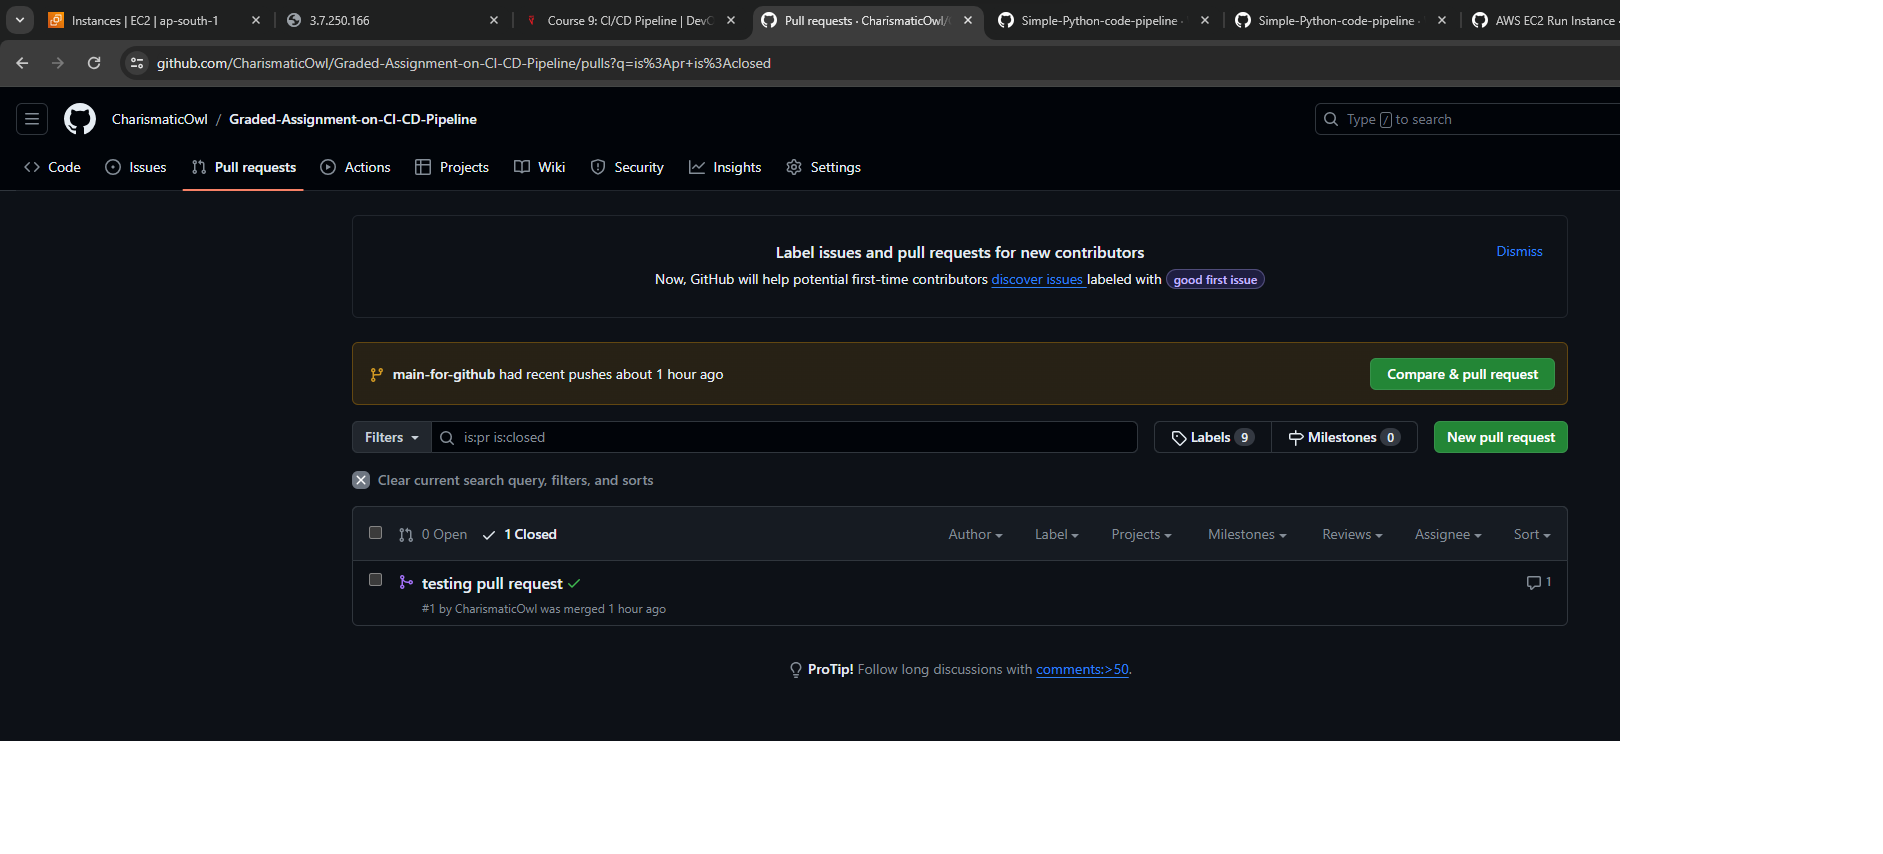 Instances | EC2 | ap-south-1
3.7.250.166
Course 9: CI/CD Pipeline | DevO
Pull requests · CharismaticOwl/
Simple-Python-code-pipeline ·
Simple-Python-code-pipeline ·
AWS EC2 Run Instance
github.com/CharismaticOwl/Graded-Assignment-on-CI-CD-Pipeline/pulls?q=is%3Apr+is%3Aclosed
CharismaticOwl / Graded-Assignment-on-CI-CD-Pipeline
Type / to search
Code Issues Pull requests Actions Projects Wiki Security Insights Settings
Label issues and pull requests for new contributors
Dismiss
Now, GitHub will help potential first-time contributors discover issues labeled with good first issue
main-for-github had recent pushes about 1 hour ago
Compare & pull request
Filters is:pr is:closed Labels 9 Milestones 0 New pull request
Clear current search query, filters, and sorts
0 Open 1 Closed Author Label Projects Milestones Reviews Assignee Sort
testing pull request 1
#1 by CharismaticOwl was merged 1 hour ago
ProTip! Follow long discussions with comments:>50.